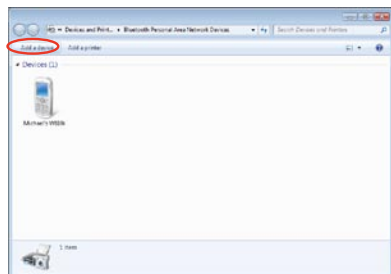 Devices and Print... Bluetooth Personal Area Network Devices
Search Devices and Printers
Add a device Add a printer
Devices (1)
Michael's
1 item